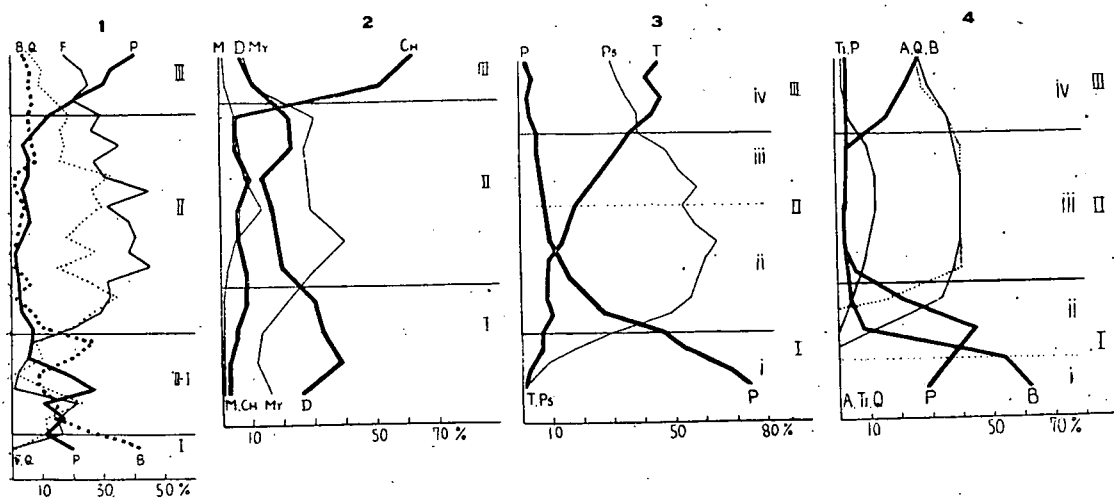 1 2 3 4
B,Q F P
M D My CH
P Ps T
Ti,P A,Q,B
III
II
II-I
I
III
II
I
iv III
iii
II
ii
I
i
iv III
iii II
ii
I
i
P B
M,CH My D
T,Ps P
A,Ti,Q P B
10 30 50%
10 50 70%
10 50 80%
10 50 70%